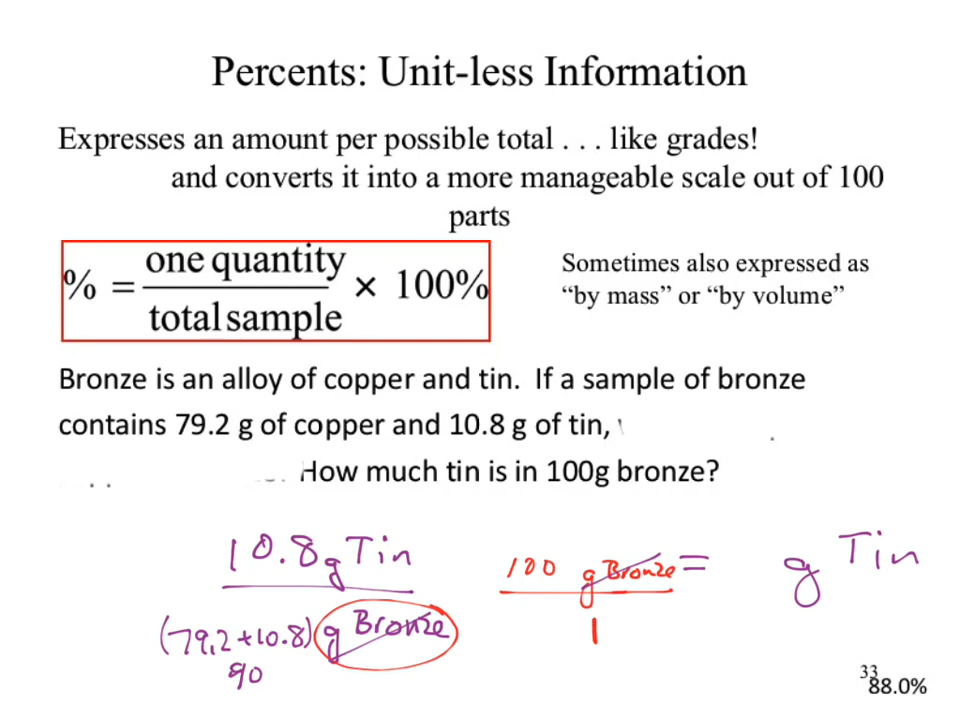 Percents: Unit-less Information
Expresses an amount per possible total . . . like grades!
and converts it into a more manageable scale out of 100
parts
% = one quantity / total sample × 100%
Sometimes also expressed as
“by mass” or “by volume”
Bronze is an alloy of copper and tin. If a sample of bronze
contains 79.2 g of copper and 10.8 g of tin,
How much tin is in 100g bronze?
10.8 g Tin
100 g Bronze = g Tin
(79.2 + 10.8) g Bronze
1
90
33
88.0%